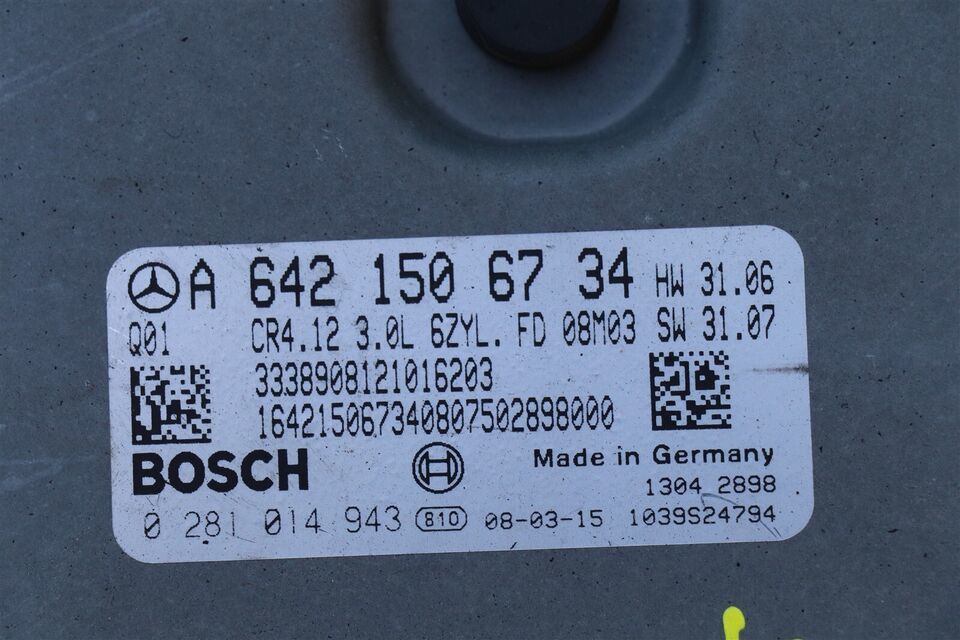 A 642 150 67 34 HW 31.06
Q01 CR4.12 3.0L 6ZYL. FD 08M03 SW 31.07
3338908121016203
164215067340807502898000
BOSCH Made in Germany
1304 2898
0 281 014 943 810 08-03-15 1039S24794